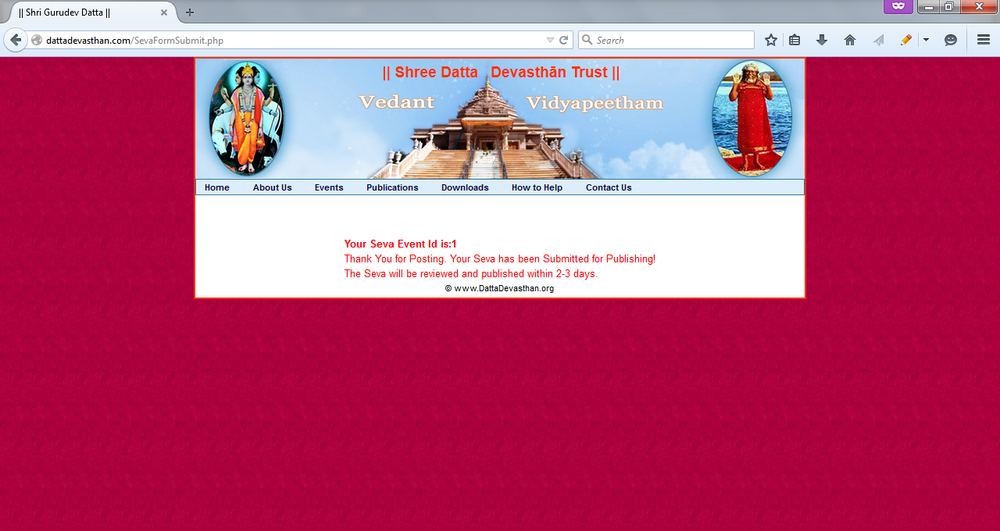 || Shri Gurudev Datta ||
dattadevasthan.com/SevaFormSubmit.php
Search
|| Shree Datta Devasthān Trust ||
Vedant Vidyapeetham
Home About Us Events Publications Downloads How to Help Contact Us
Your Seva Event Id is:1
Thank You for Posting. Your Seva has been Submitted for Publishing!
The Seva will be reviewed and published within 2-3 days.
© www.DattaDevasthan.org